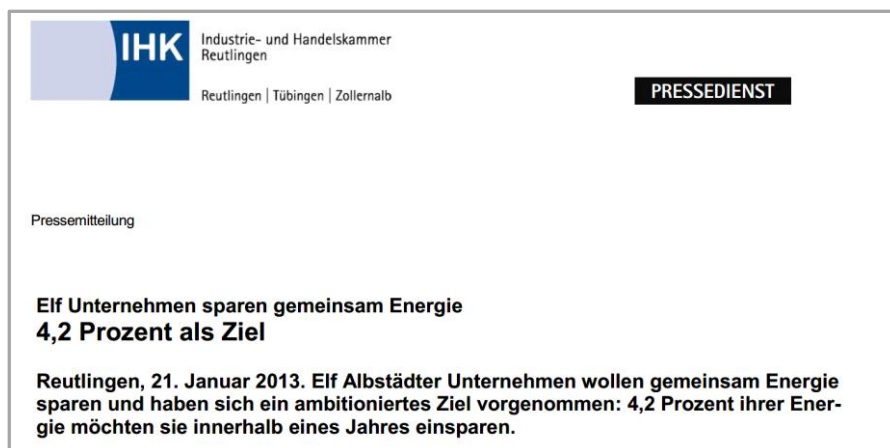 IHK
Industrie- und Handelskammer
Reutlingen
Reutlingen | Tübingen | Zollernalb
PRESSEDIENST
Pressemitteilung
Elf Unternehmen sparen gemeinsam Energie
4,2 Prozent als Ziel
Reutlingen, 21. Januar 2013. Elf Albstädter Unternehmen wollen gemeinsam Energie
sparen und haben sich ein ambitioniertes Ziel vorgenommen: 4,2 Prozent ihrer Ener-
gie möchten sie innerhalb eines Jahres einsparen.